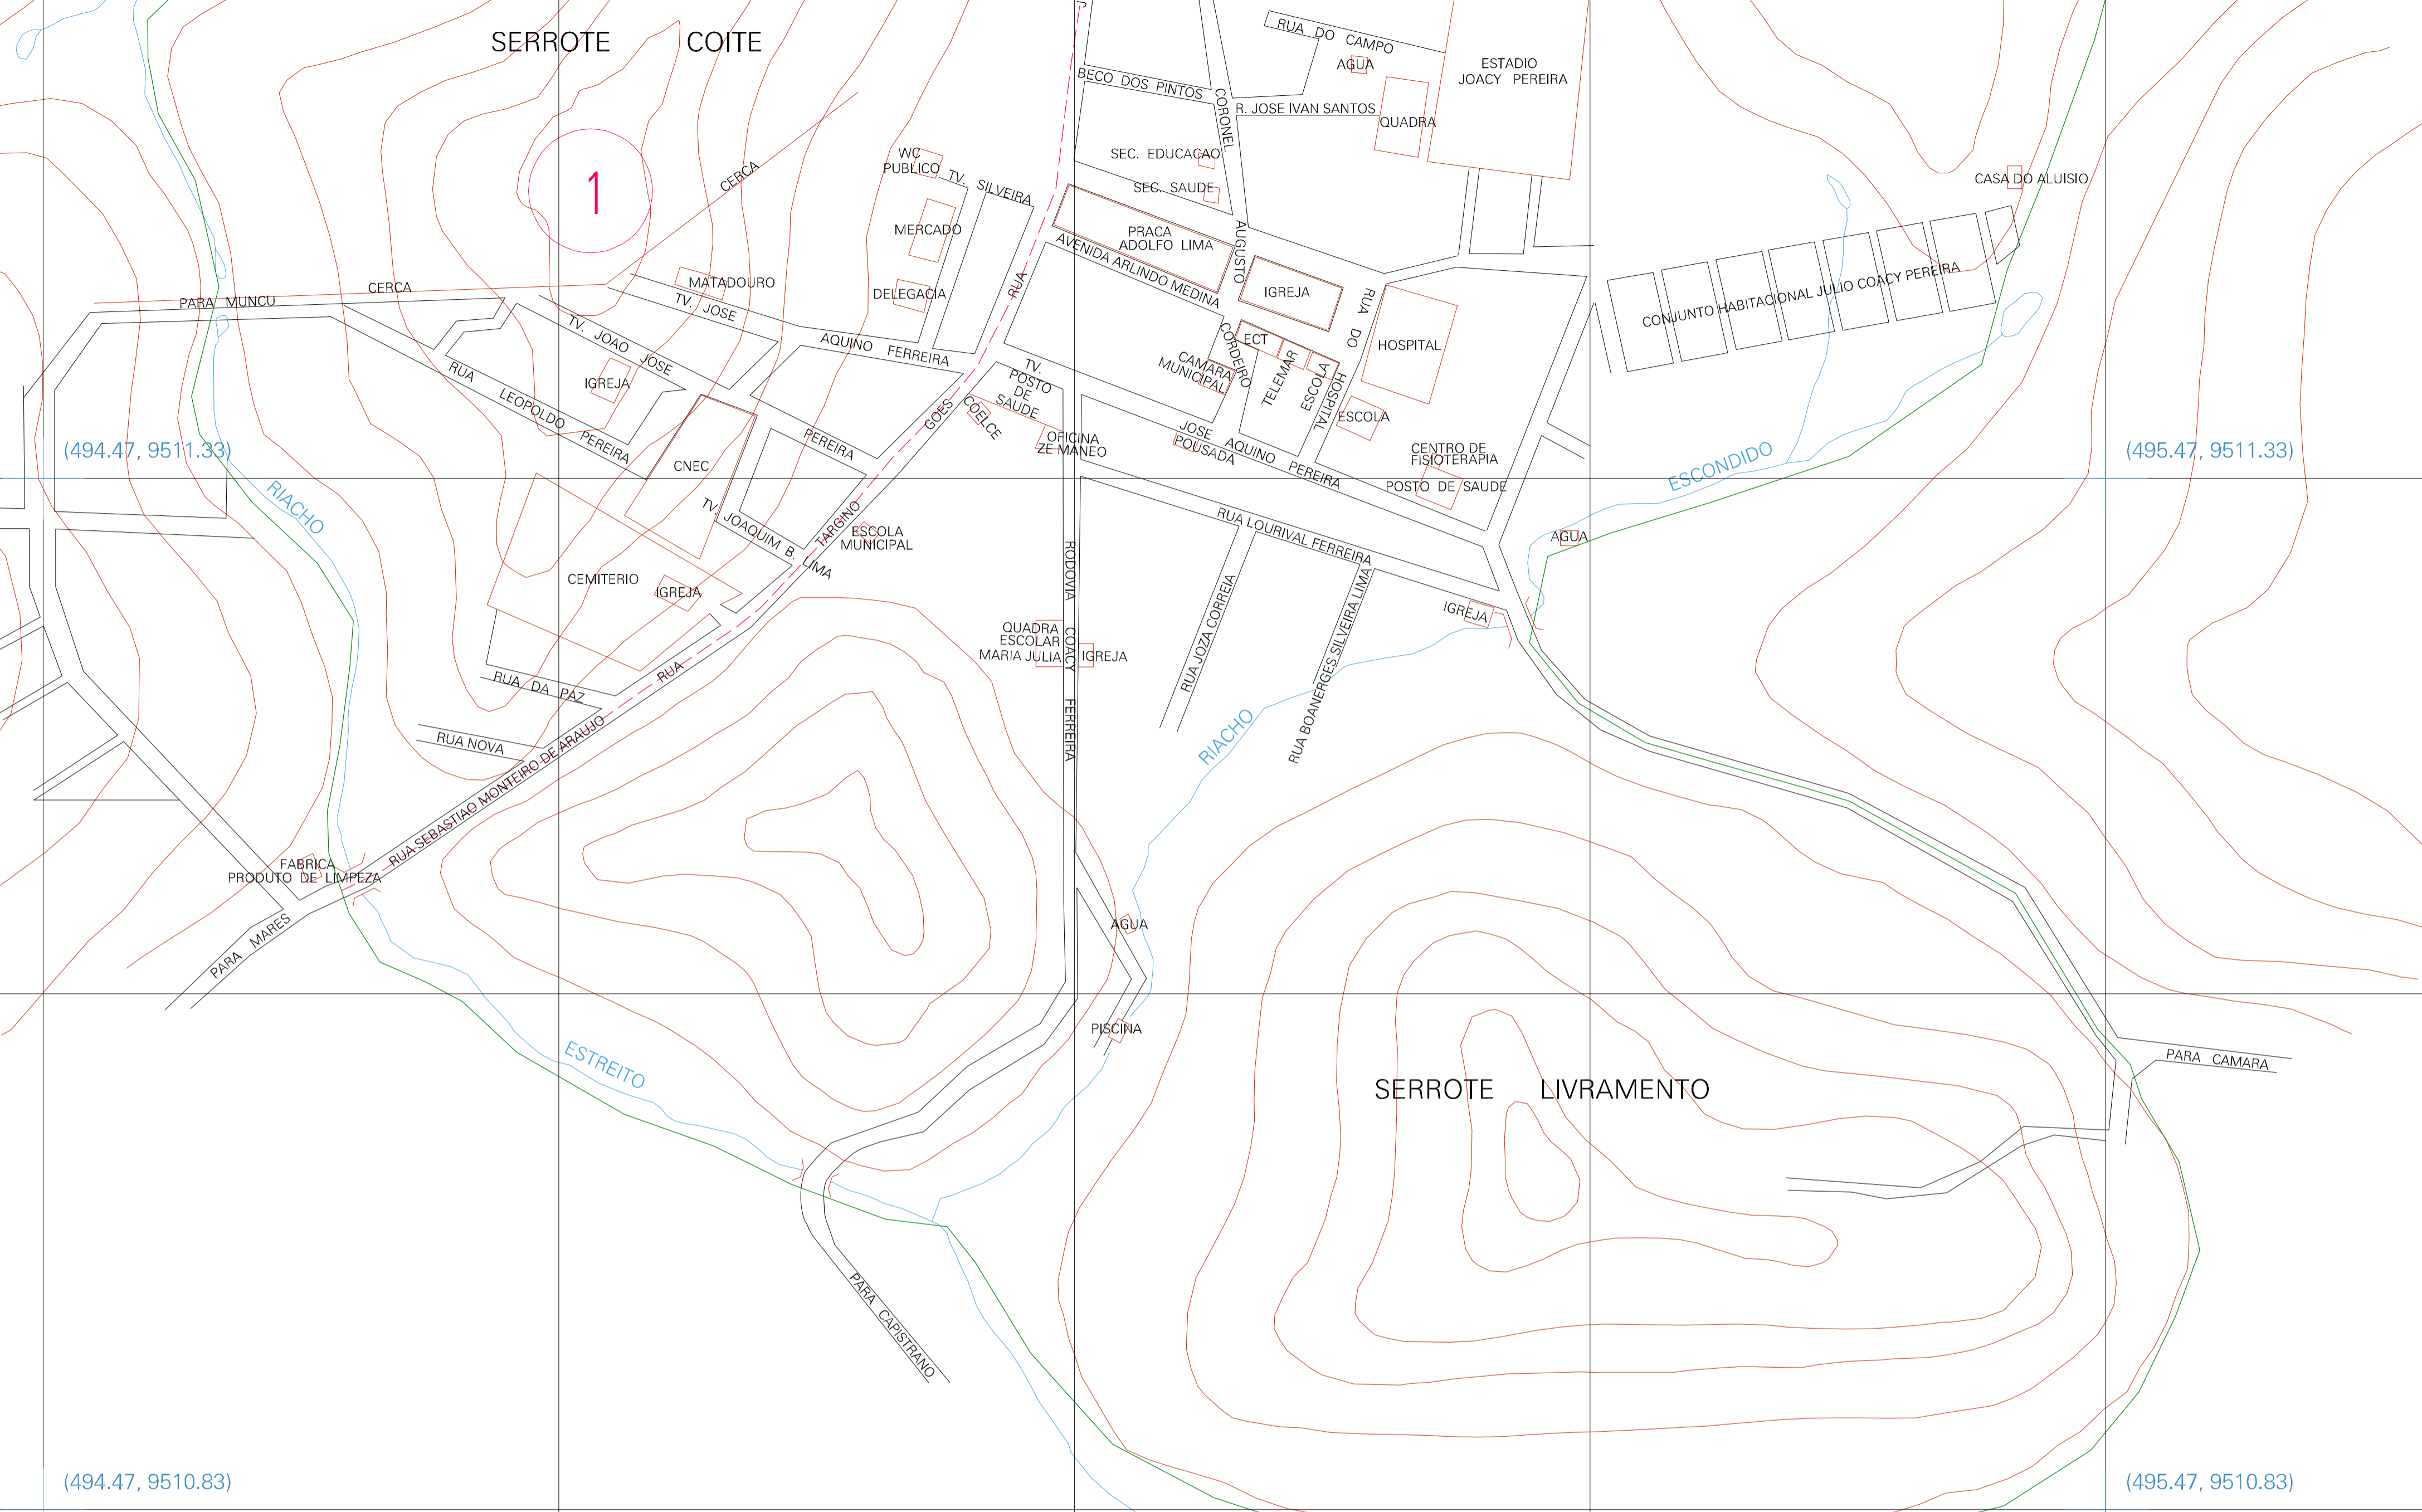 SERROTE COITE
1
RUA DO CAMPO
AGUA
ESTADIO
JOACY PEREIRA
BECO DOS PINTOS
CORONEL
R. JOSE IVAN SANTOS
QUADRA
WC
PUBLICO
TV. SILVEIRA
SEC. EDUCACAO
SEC. SAUDE
CERCA
CASA DO ALUISIO
MERCADO
PRACA
ADOLFO LIMA
AVENIDA ARLINDO MEDINA
AUGUSTO
IGREJA
RUA DO
HOSPITAL
CERCA
PARA MUNCU
MATADOURO
DELEGACIA
RUA
CONJUNTO HABITACIONAL JULIO COACY PEREIRA
TV. JOSE
AQUINO FERREIRA
TV. JOAO JOSE
CORDEIRO
ECT
TELEMAR
ESCOLA
HOSPITAL
CAMARA
MUNICIPAL
TV.
POSTO
DE
SAUDE
COELCE
GOES
IGREJA
RUA LEOPOLDO PEREIRA
PEREIRA
OFICINA
ZE MANEO
JOSE AQUINO PEREIRA
POUSADA
ESCOLA
CENTRO DE
FISIOTERAPIA
POSTO DE SAUDE
(494.47, 9511.33)
(495.47, 9511.33)
CNEC
RIACHO
ESCONDIDO
TV. JOAQUIM B. LIMA
TARGINO
ESCOLA
MUNICIPAL
RUA LOURIVAL FERREIRA
AGUA
CEMITERIO
IGREJA
RODOVIA COACY FERREIRA
RUA JOZA CORREIA
RUA BOANERGES SILVEIRA LIMA
IGREJA
QUADRA
ESCOLAR
MARIA JULIA
IGREJA
RUA
RUA DA PAZ
RUA NOVA
RUA SEBASTIAO MONTEIRO DE ARAUJO
RIACHO
FABRICA
PRODUTO DE LIMPEZA
PARA MARES
AGUA
PISCINA
ESTREITO
PARA CAMARA
SERROTE LIVRAMENTO
PARA CAPISTRANO
(494.47, 9510.83)
(495.47, 9510.83)